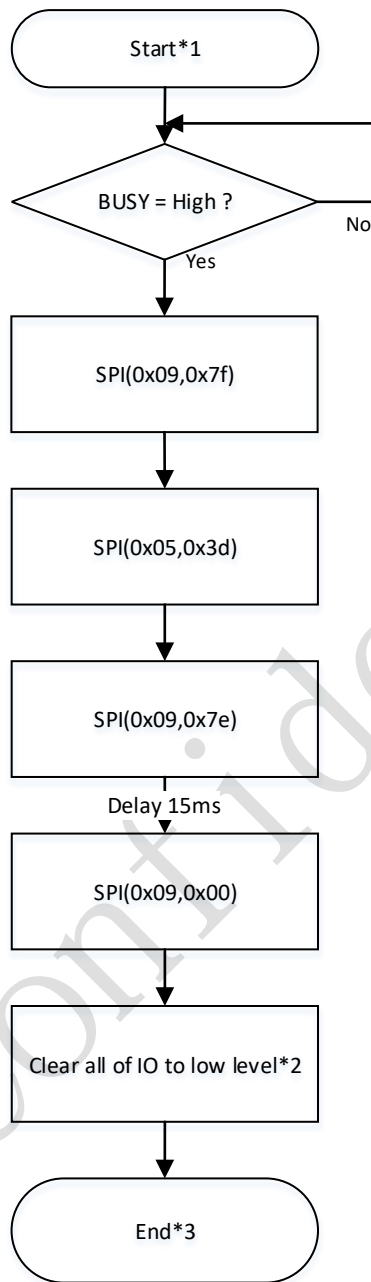 Start*1
BUSY = High ?
No
Yes
SPI(0x09,0x7f)
SPI(0x05,0x3d)
SPI(0x09,0x7e)
Delay 15ms
SPI(0x09,0x00)
Clear all of IO to low level*2
End*3